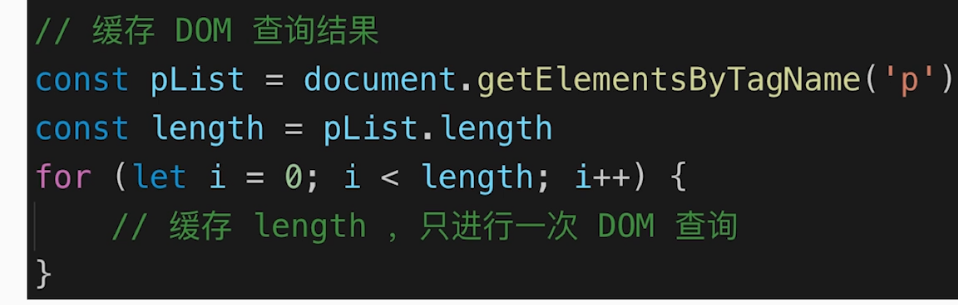 // 缓存 DOM 查询结果
const pList = document.getElementsByTagName('p')
const length = pList.length
for (let i = 0; i < length; i++) {
    // 缓存 length ，只进行一次 DOM 查询
}